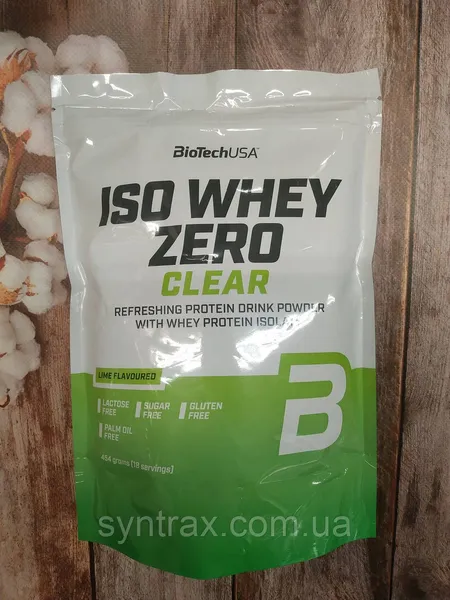 BioTechUSA
ISO WHEY
ZERO
CLEAR
REFRESHING PROTEIN DRINK POWDER
WITH WHEY PROTEIN ISOLATE
LIME FLAVOURED
LACTOSE FREE
SUGAR FREE
GLUTEN FREE
PALM OIL FREE
454 grams (18 servings)
B
syntrax.com.ua